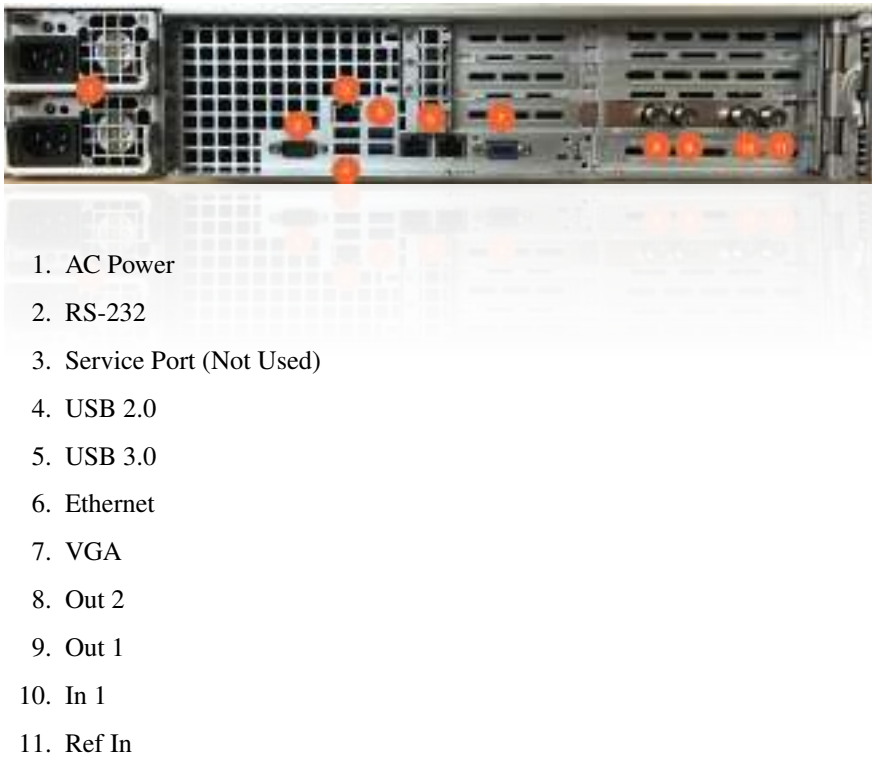 1. AC Power
2. RS-232
3. Service Port (Not Used)
4. USB 2.0
5. USB 3.0
6. Ethernet
7. VGA
8. Out 2
9. Out 1
10. In 1
11. Ref In